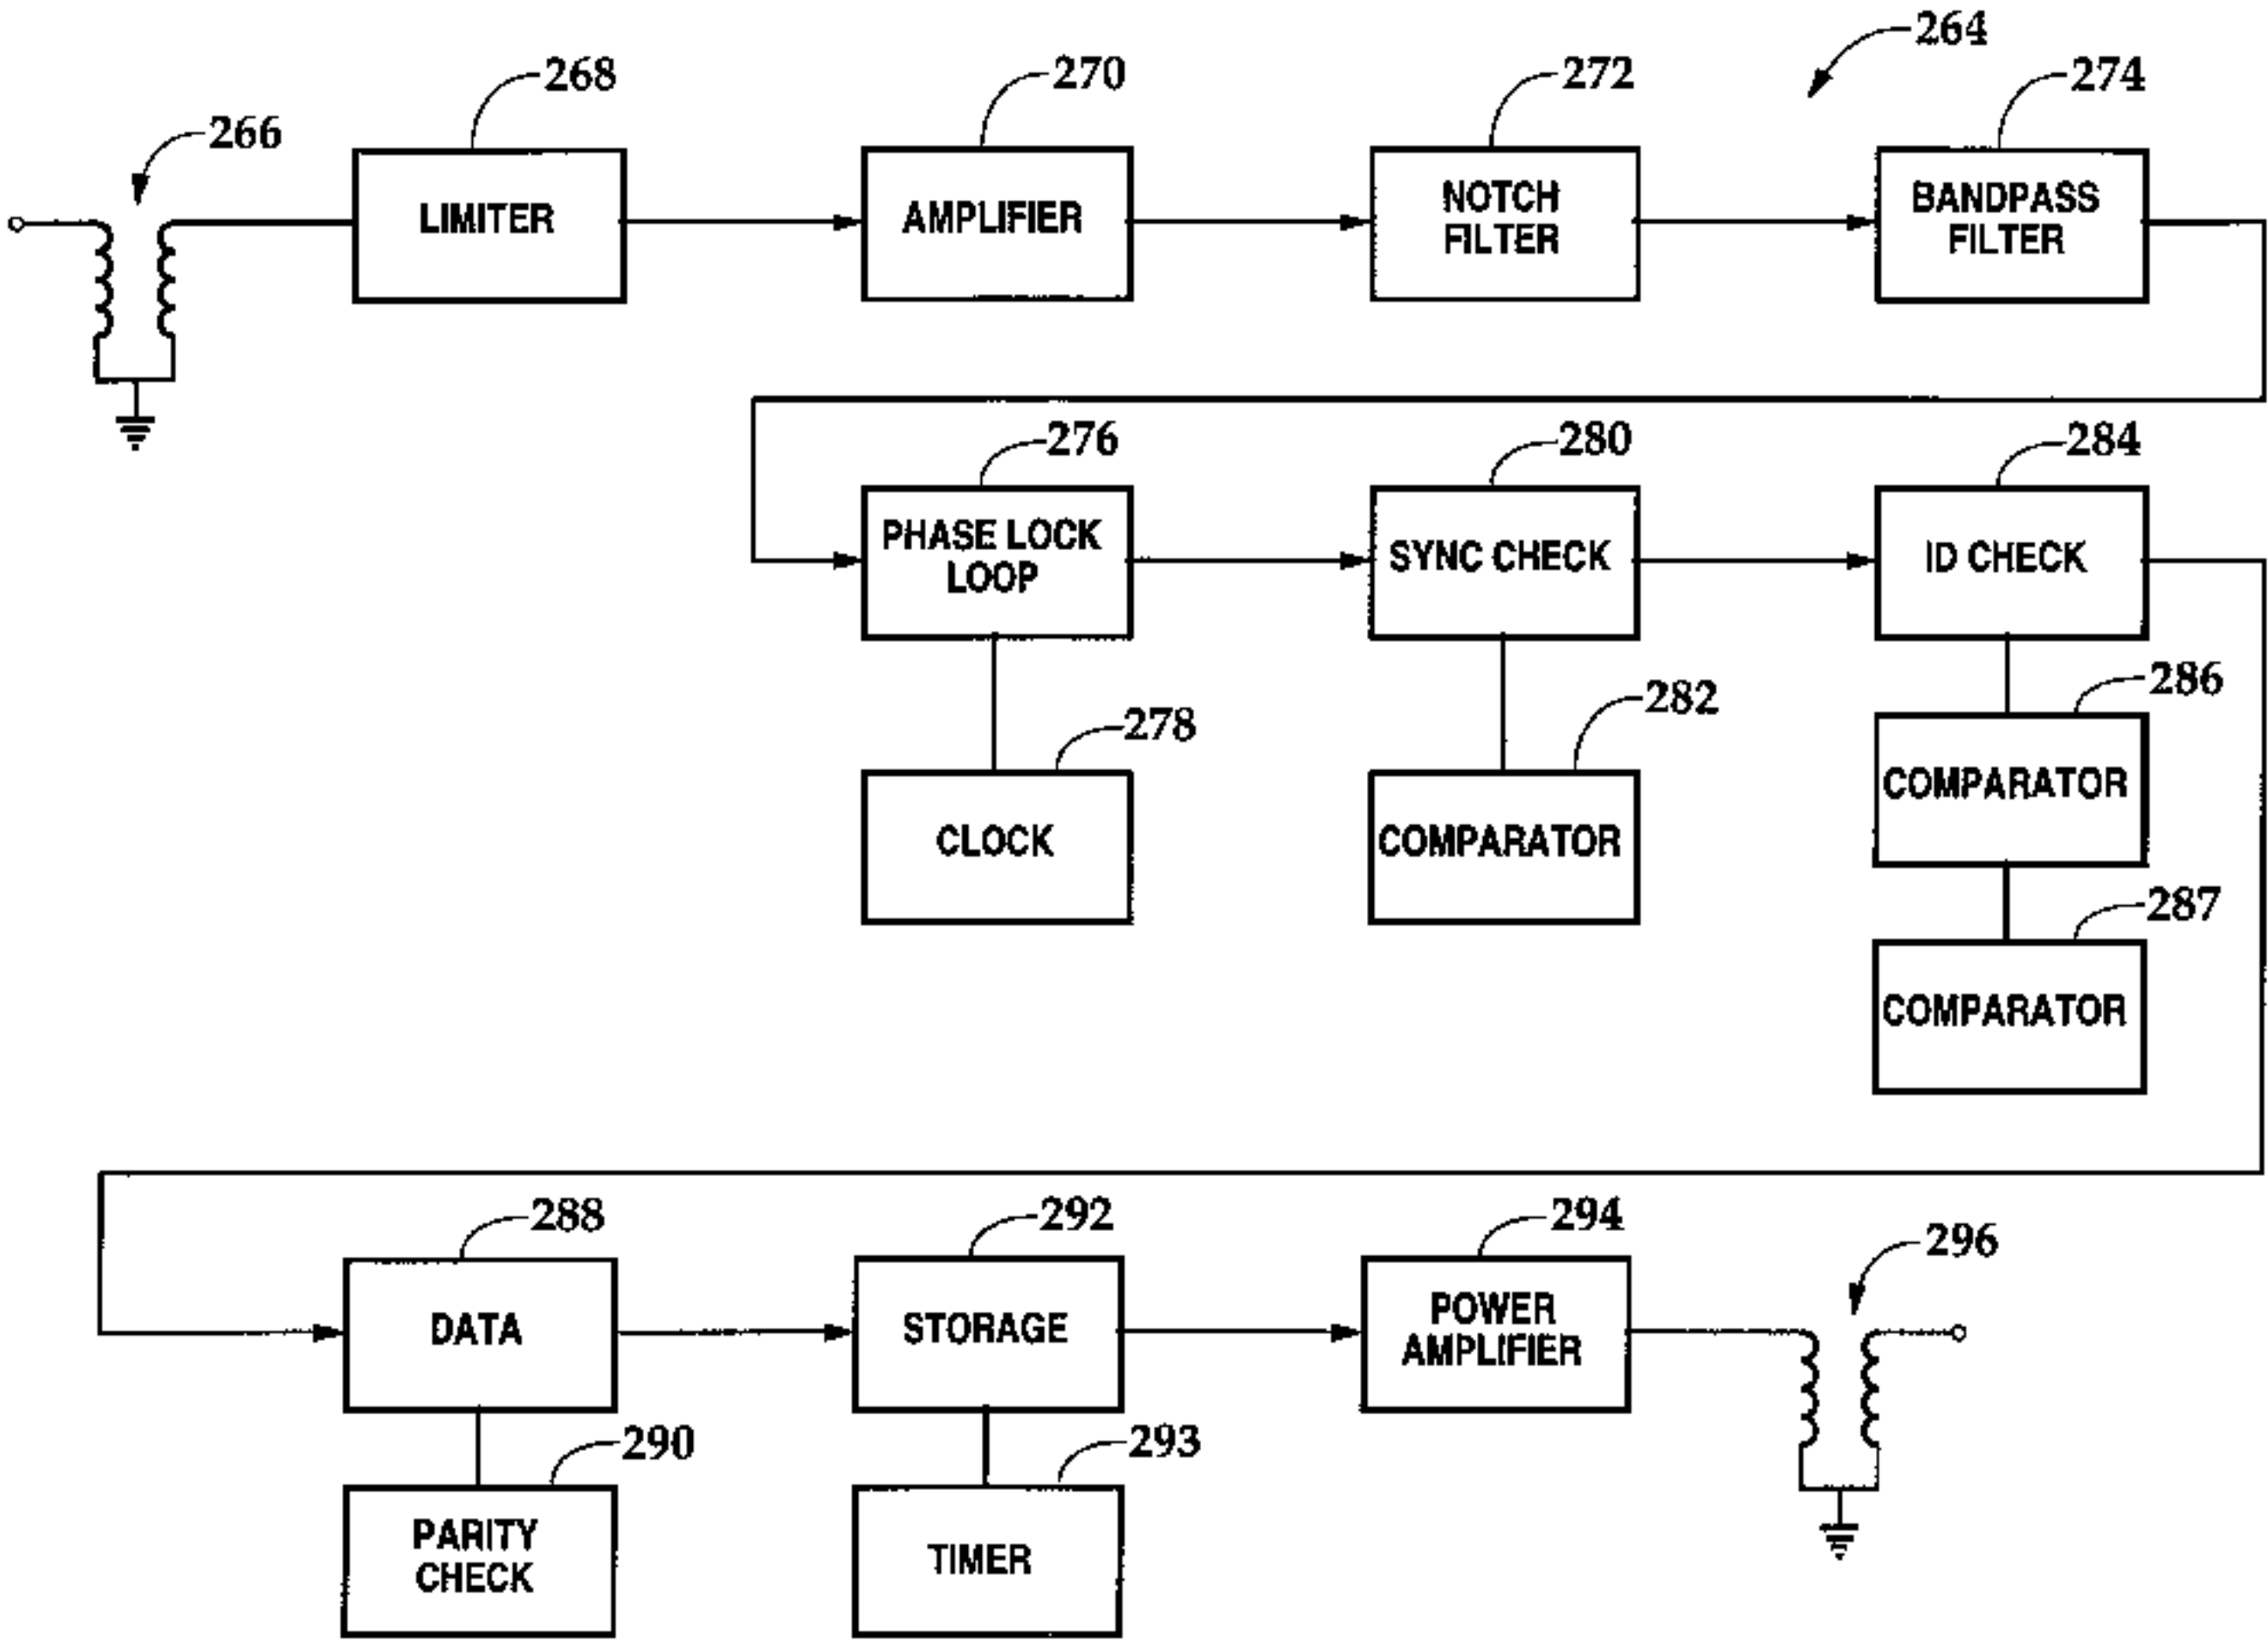 264
268
270
272
274
266
LIMITER
AMPLIFIER
NOTCH
FILTER
BANDPASS
FILTER
276
280
284
PHASE LOCK
LOOP
SYNC CHECK
ID CHECK
278
282
286
CLOCK
COMPARATOR
COMPARATOR
287
COMPARATOR
288
292
294
296
DATA
STORAGE
POWER
AMPLIFIER
290
293
PARITY
CHECK
TIMER